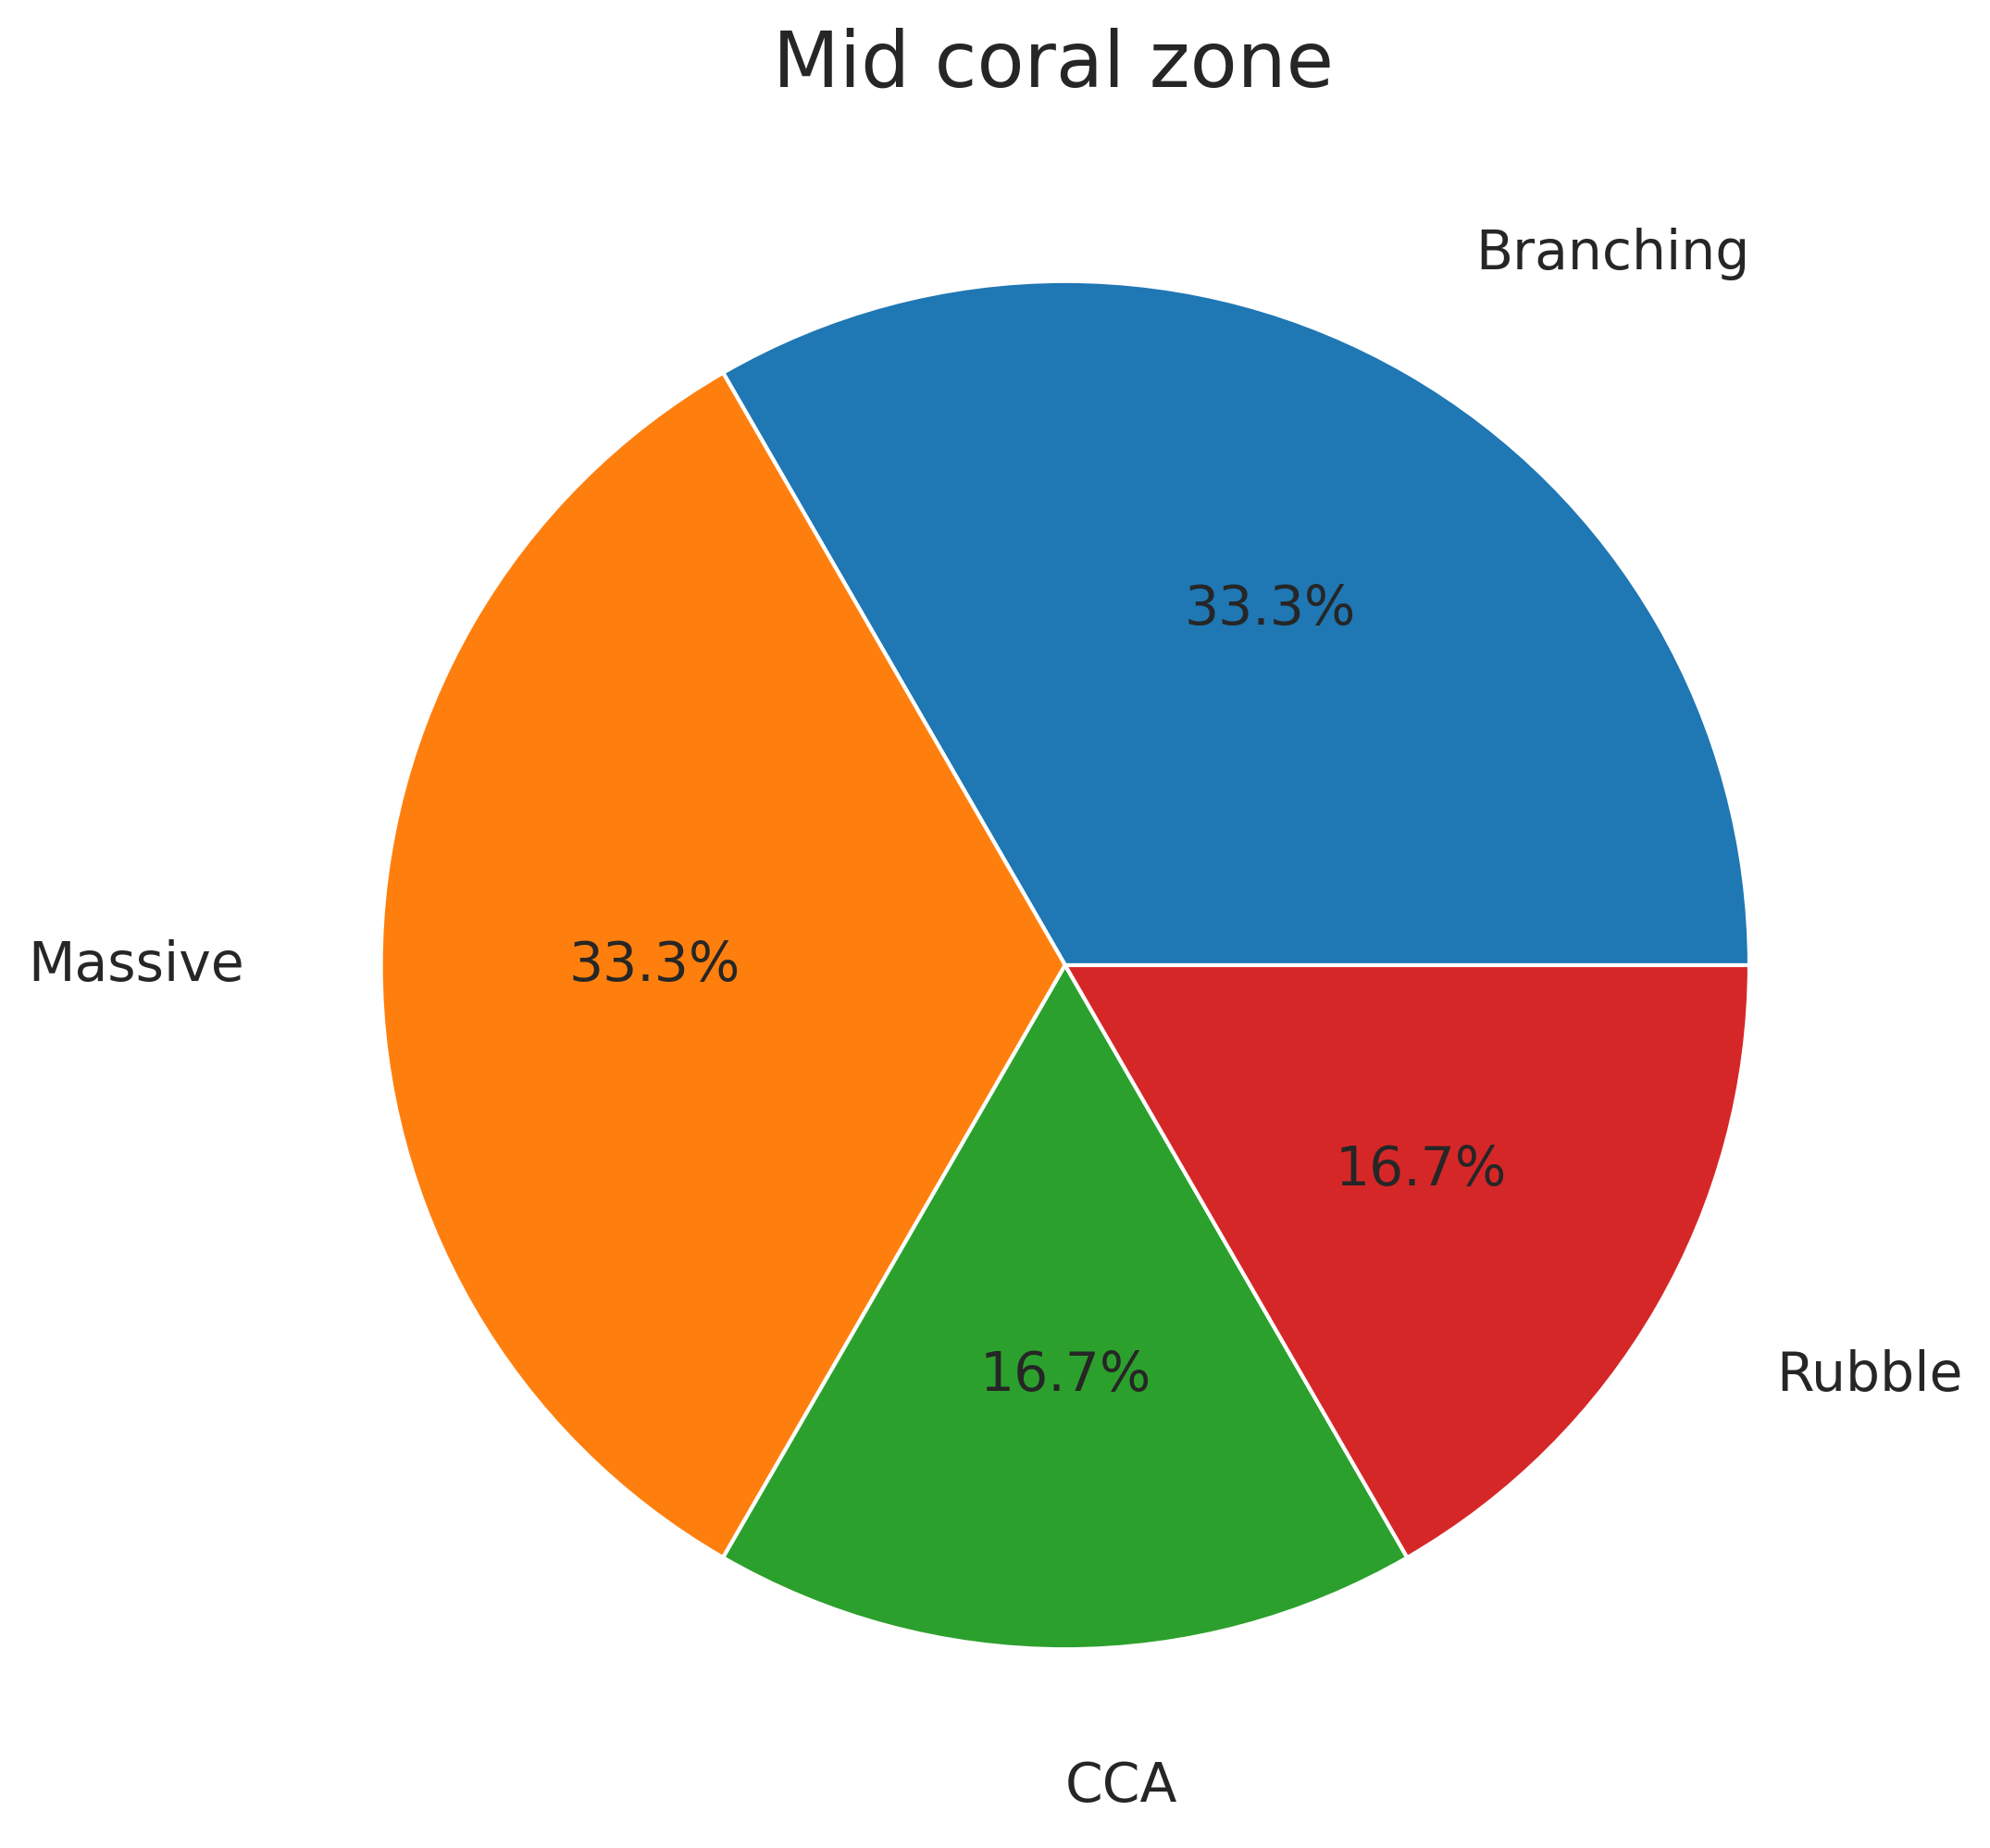 Mid coral zone
Branching
33.3%
Massive
33.3%
16.7%
16.7%
Rubble
CCA